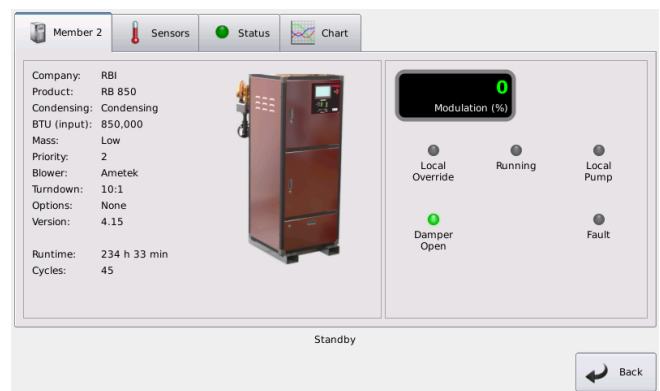 Member 2
Sensors
Status
Chart
Company: RBI
Product: RB 850
Condensing: Condensing
BTU (input): 850,000
Mass: Low
Priority: 2
Blower: Ametek
Turndown: 10:1
Options: None
Version: 4.15
Runtime: 234 h 33 min
Cycles: 45
0
Modulation (%)
Local
Override
Running
Local
Pump
Damper
Open
Fault
Standby
Back